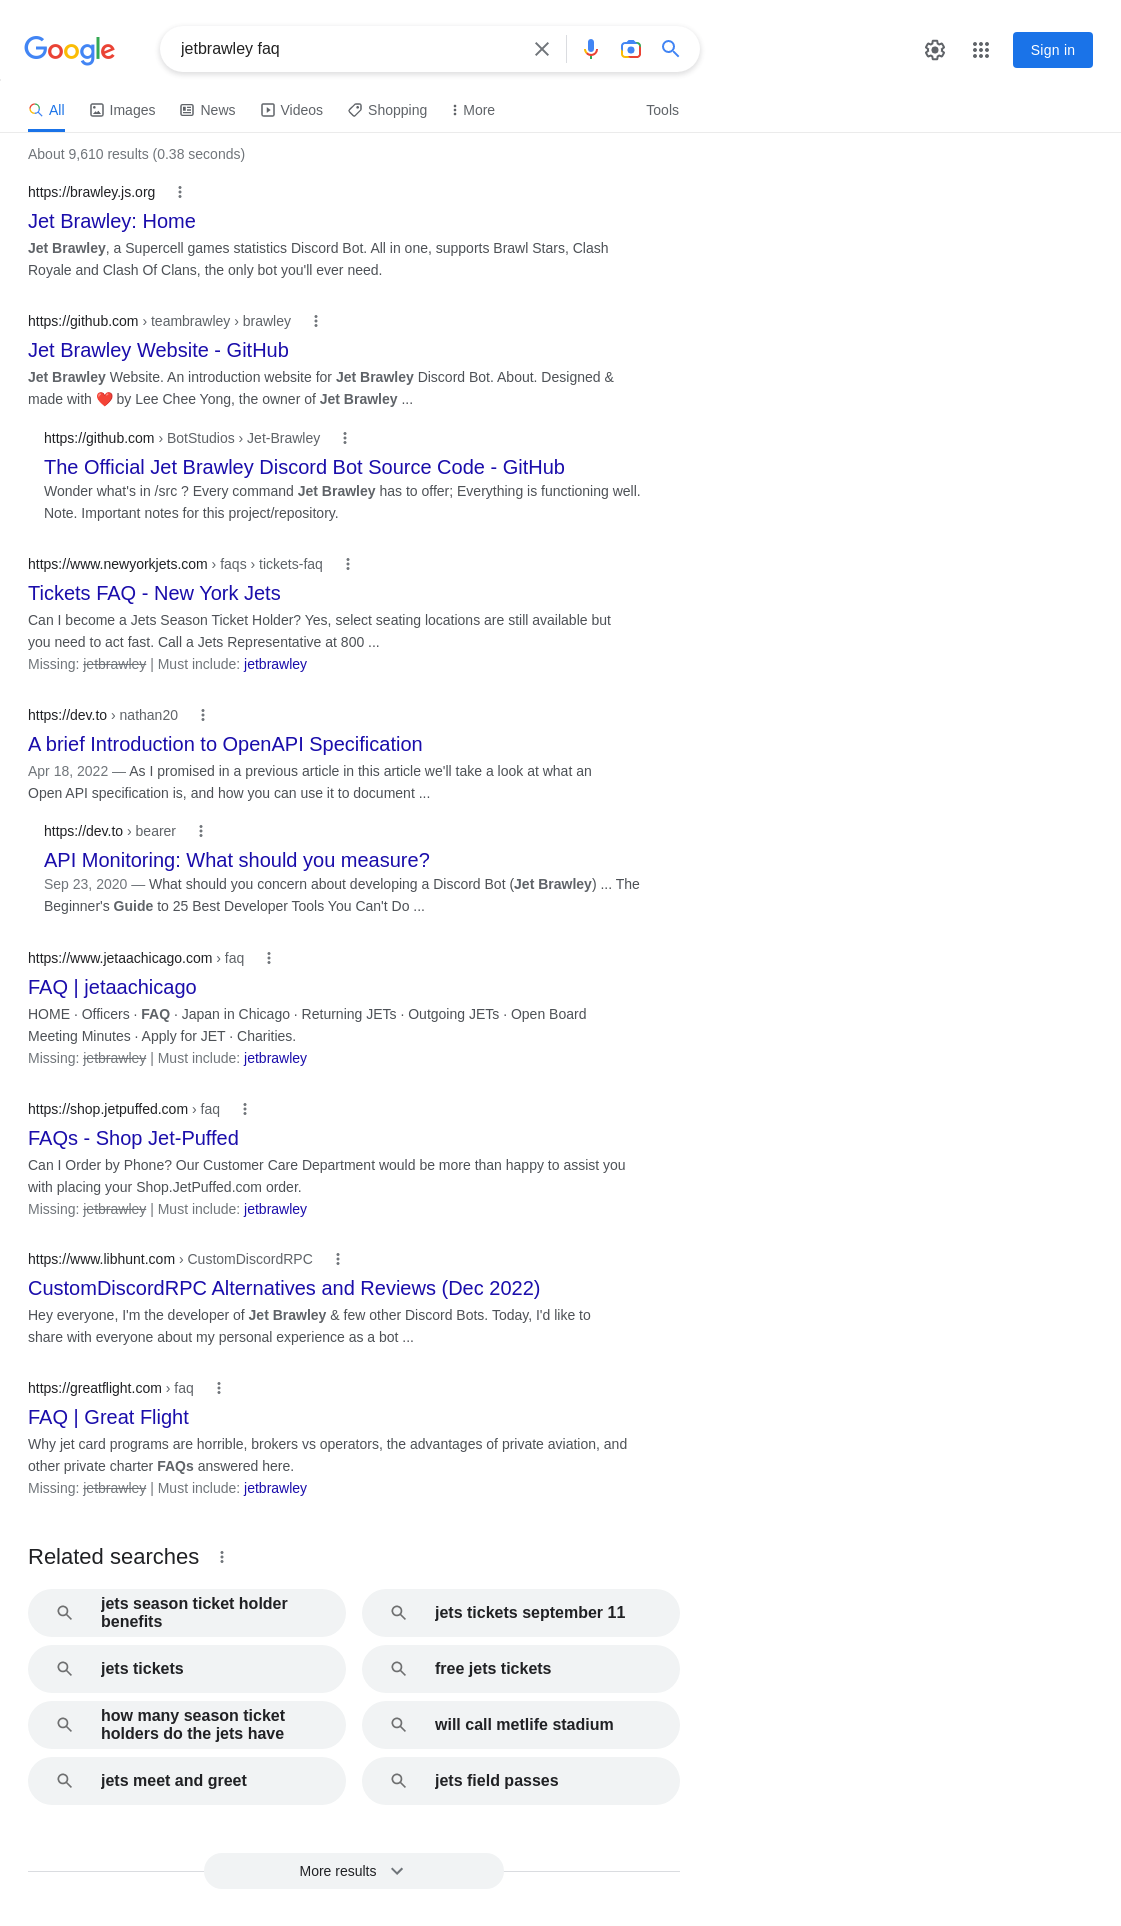 Google
jetbrawley faq
Sign in
All Images News Videos Shopping More Tools
About 9,610 results (0.38 seconds)
https://brawley.js.org
Jet Brawley: Home
Jet Brawley, a Supercell games statistics Discord Bot. All in one, supports Brawl Stars, Clash
Royale and Clash Of Clans, the only bot you'll ever need.
https://github.com › teambrawley › brawley
Jet Brawley Website - GitHub
Jet Brawley Website. An introduction website for Jet Brawley Discord Bot. About. Designed &
made with ❤️ by Lee Chee Yong, the owner of Jet Brawley ...
https://github.com › BotStudios › Jet-Brawley
The Official Jet Brawley Discord Bot Source Code - GitHub
Wonder what's in /src ? Every command Jet Brawley has to offer; Everything is functioning well.
Note. Important notes for this project/repository.
https://www.newyorkjets.com › faqs › tickets-faq
Tickets FAQ - New York Jets
Can I become a Jets Season Ticket Holder? Yes, select seating locations are still available but
you need to act fast. Call a Jets Representative at 800 ...
Missing: jetbrawley | Must include: jetbrawley
https://dev.to › nathan20
A brief Introduction to OpenAPI Specification
Apr 18, 2022 — As I promised in a previous article in this article we'll take a look at what an
Open API specification is, and how you can use it to document ...
https://dev.to › bearer
API Monitoring: What should you measure?
Sep 23, 2020 — What should you concern about developing a Discord Bot (Jet Brawley) ... The
Beginner's Guide to 25 Best Developer Tools You Can't Do ...
https://www.jetaachicago.com › faq
FAQ | jetaachicago
HOME · Officers · FAQ · Japan in Chicago · Returning JETs · Outgoing JETs · Open Board
Meeting Minutes · Apply for JET · Charities.
Missing: jetbrawley | Must include: jetbrawley
https://shop.jetpuffed.com › faq
FAQs - Shop Jet-Puffed
Can I Order by Phone? Our Customer Care Department would be more than happy to assist you
with placing your Shop.JetPuffed.com order.
Missing: jetbrawley | Must include: jetbrawley
https://www.libhunt.com › CustomDiscordRPC
CustomDiscordRPC Alternatives and Reviews (Dec 2022)
Hey everyone, I'm the developer of Jet Brawley & few other Discord Bots. Today, I'd like to
share with everyone about my personal experience as a bot ...
https://greatflight.com › faq
FAQ | Great Flight
Why jet card programs are horrible, brokers vs operators, the advantages of private aviation, and
other private charter FAQs answered here.
Missing: jetbrawley | Must include: jetbrawley
Related searches
jets season ticket holder
benefits
jets tickets september 11
jets tickets
free jets tickets
how many season ticket
holders do the jets have
will call metlife stadium
jets meet and greet
jets field passes
More results